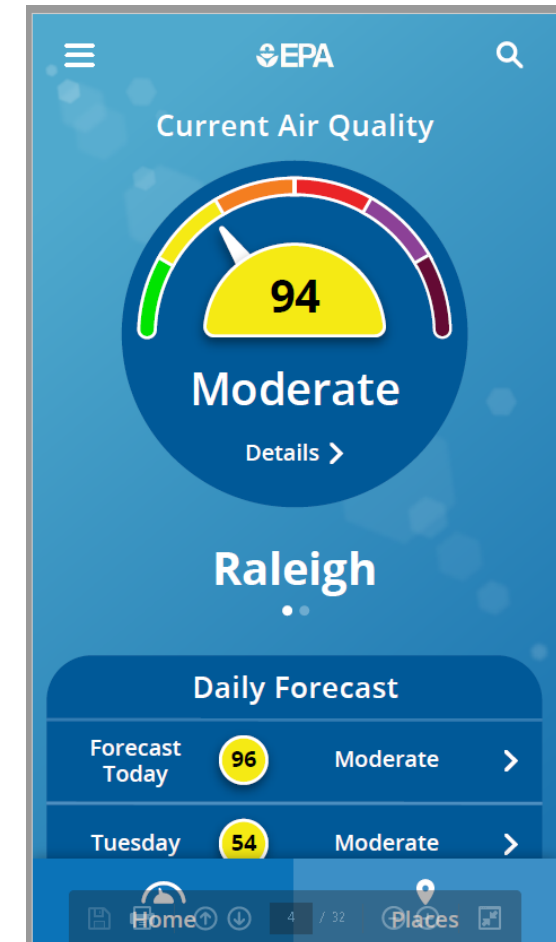 EPA
Current Air Quality
94
Moderate
Details
Raleigh
Daily Forecast
Forecast
Today
96
Moderate
Tuesday
54
Moderate
Home
4 / 32
Places